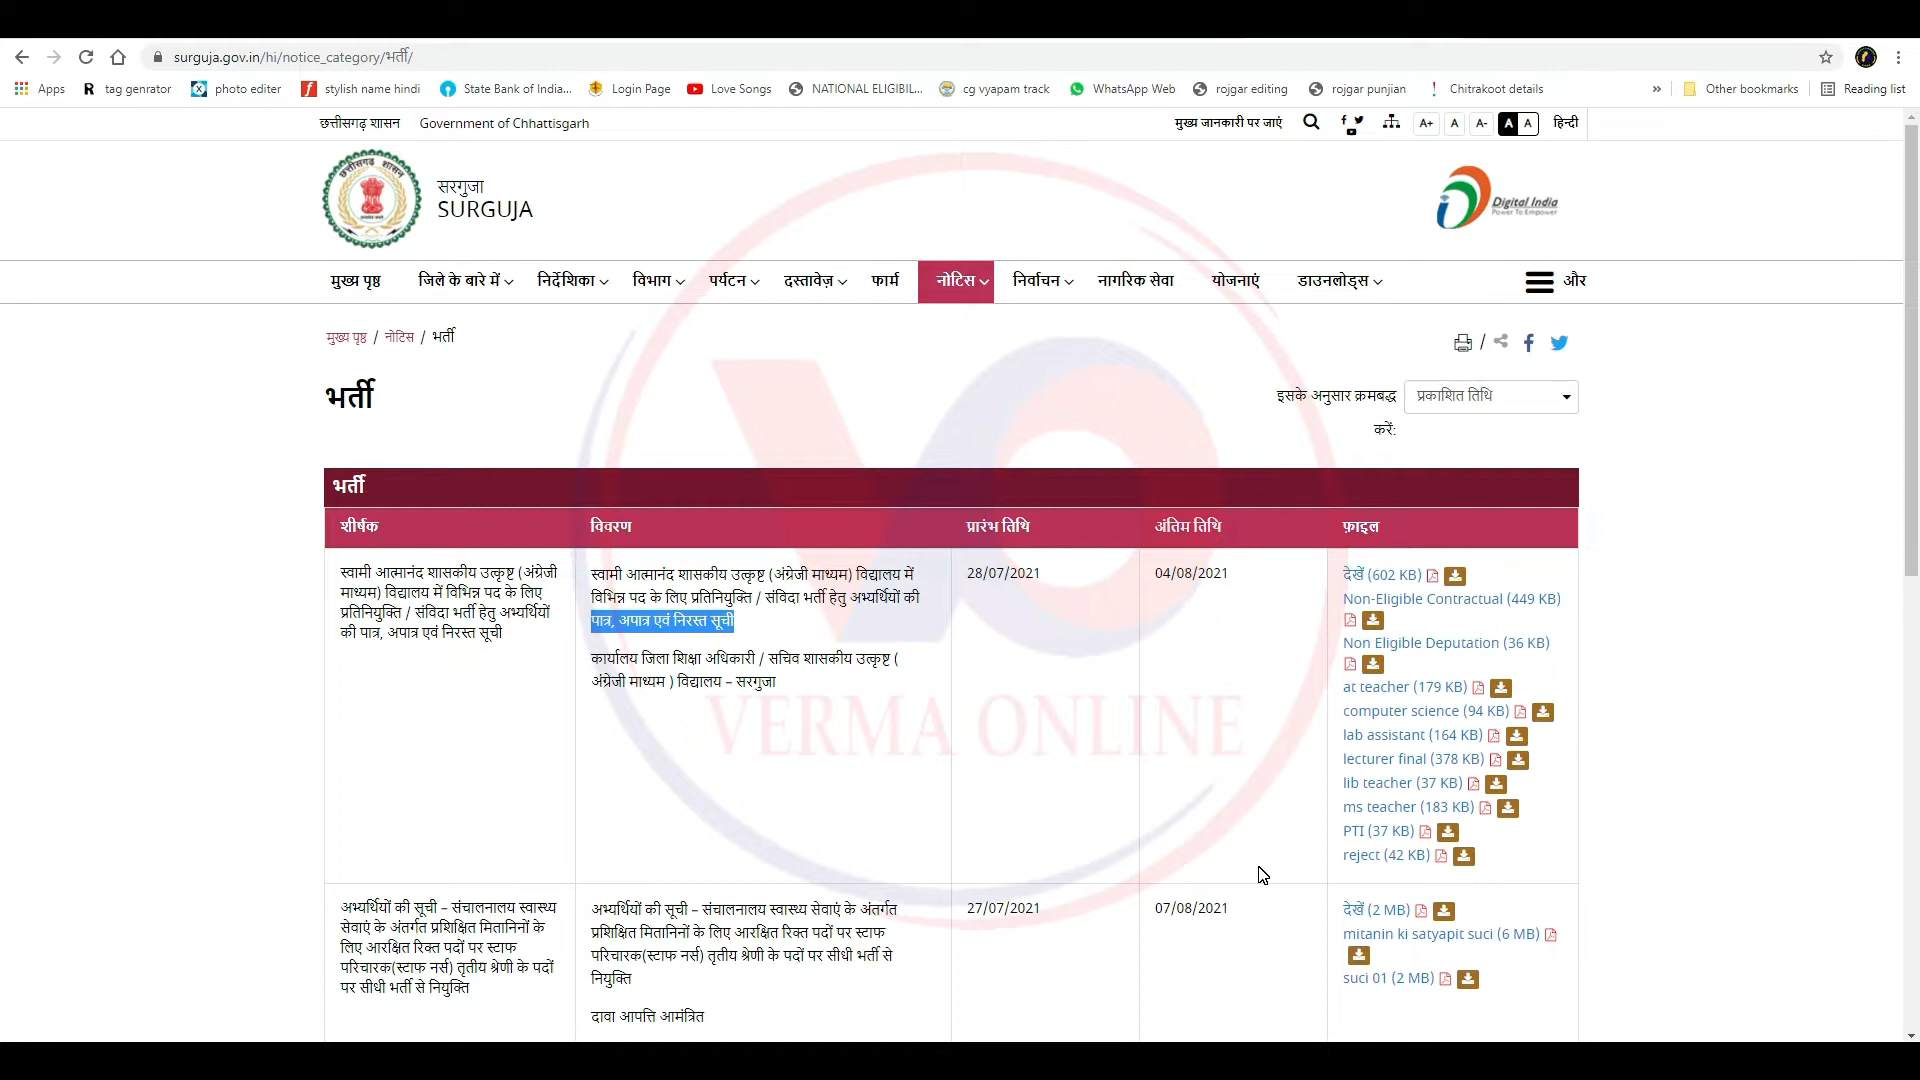 surguja.gov.in/hi/notice_category/भर्ती/
Apps tag genrator photo editer stylish name hindi State Bank of India... Login Page Love Songs NATIONAL ELIGIBIL... cg vyapam track WhatsApp Web rojgar editing rojgar punjian Chitrakoot details » Other bookmarks Reading list
छत्तीसगढ़ शासन Government of Chhattisgarh मुख्य जानकारी पर जाएं A+ A A- A A हिन्दी
सरगुजा
SURGUJA
Digital India
Power To Empower
मुख्य पृष्ठ जिले के बारे में निर्देशिका विभाग पर्यटन दस्तावेज़ फार्म नोटिस निर्वाचन नागरिक सेवा योजनाएं डाउनलोड्स और
मुख्य पृष्ठ / नोटिस / भर्ती
भर्ती
इसके अनुसार क्रमबद्ध
करें:
प्रकाशित तिथि
भर्ती
शीर्षक विवरण प्रारंभ तिथि अंतिम तिथि फ़ाइल
स्वामी आत्मानंद शासकीय उत्कृष्ट (अंग्रेजी
माध्यम) विद्यालय में विभिन्न पद के लिए
प्रतिनियुक्ति / संविदा भर्ती हेतु अभ्यर्थियों
की पात्र, अपात्र एवं निरस्त सूची
स्वामी आत्मानंद शासकीय उत्कृष्ट (अंग्रेजी माध्यम) विद्यालय में
विभिन्न पद के लिए प्रतिनियुक्ति / संविदा भर्ती हेतु अभ्यर्थियों की
पात्र, अपात्र एवं निरस्त सूची
कार्यालय जिला शिक्षा अधिकारी / सचिव शासकीय उत्कृष्ट (
अंग्रेजी माध्यम ) विद्यालय – सरगुजा
28/07/2021
04/08/2021
देखें (602 KB)
Non-Eligible Contractual (449 KB)
Non Eligible Deputation (36 KB)
at teacher (179 KB)
computer science (94 KB)
lab assistant (164 KB)
lecturer final (378 KB)
lib teacher (37 KB)
ms teacher (183 KB)
PTI (37 KB)
reject (42 KB)
VERMA ONLINE
अभ्यर्थियों की सूची – संचालनालय स्वास्थ्य
सेवाएं के अंतर्गत प्रशिक्षित मितानिनों के
लिए आरक्षित रिक्त पदों पर स्टाफ
परिचारक(स्टाफ नर्स) तृतीय श्रेणी के पदों
पर सीधी भर्ती से नियुक्ति
अभ्यर्थियों की सूची – संचालनालय स्वास्थ्य सेवाएं के अंतर्गत
प्रशिक्षित मितानिनों के लिए आरक्षित रिक्त पदों पर स्टाफ
परिचारक(स्टाफ नर्स) तृतीय श्रेणी के पदों पर सीधी भर्ती से
नियुक्ति
दावा आपत्ति आमंत्रित
27/07/2021
07/08/2021
देखें (2 MB)
mitanin ki satyapit suci (6 MB)
suci 01 (2 MB)